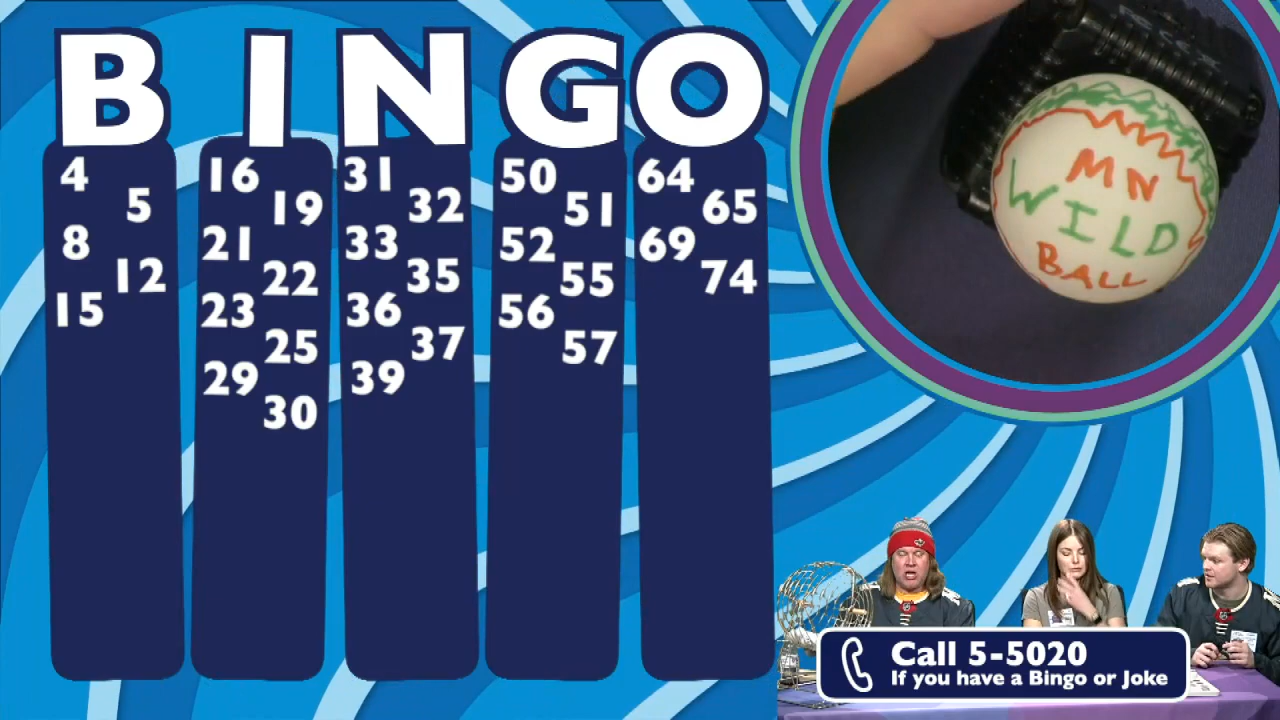 B I N G O
4 16 31 50 64
5 19 32 51 65
8 21 33 52 69
12 22 35 55 74
15 23 36 56
25 37 57
29 39
30
MN
WILD
BALL
Call 5-5020
If you have a Bingo or Joke